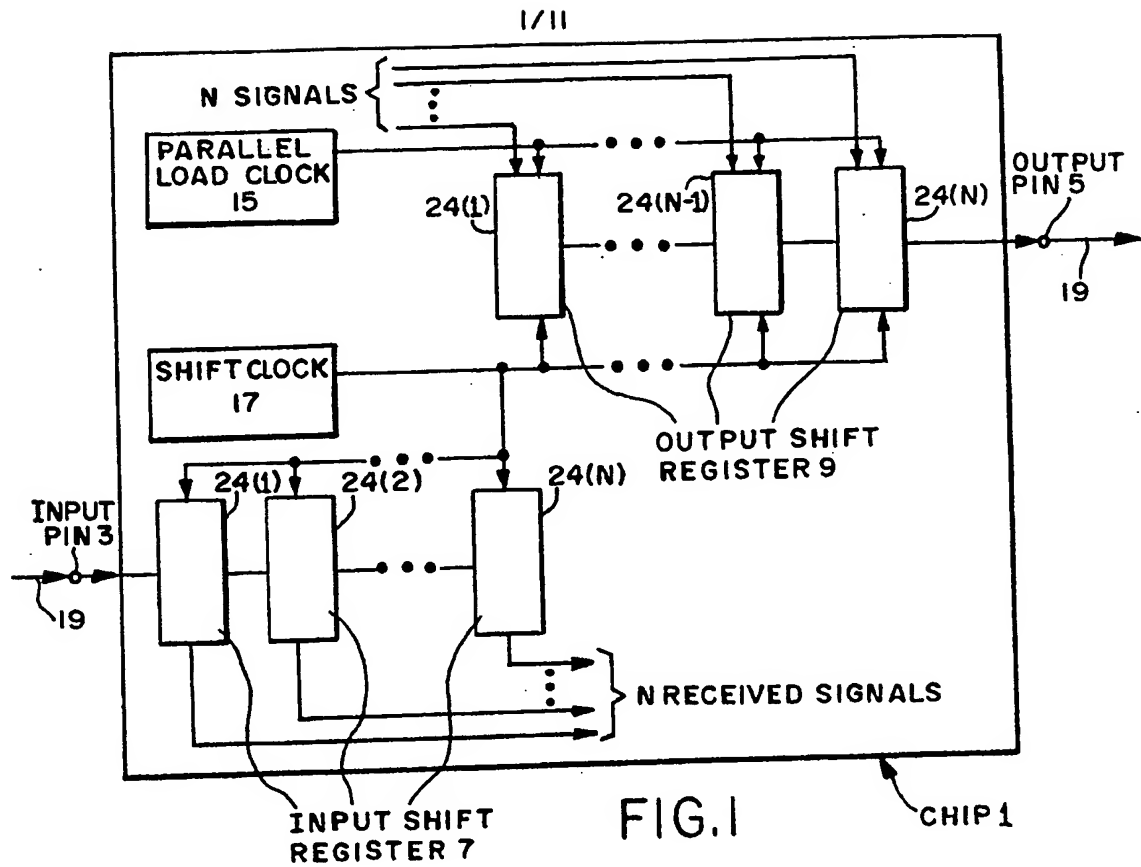 1/11
N SIGNALS
PARALLEL
LOAD CLOCK
15
24(1)
24(N-1)
24(N)
OUTPUT
PIN 5
19
SHIFT CLOCK
17
OUTPUT SHIFT
REGISTER 9
24(1)
24(2)
24(N)
INPUT
PIN 3
19
N RECEIVED SIGNALS
INPUT SHIFT
REGISTER 7
FIG.1
CHIP 1